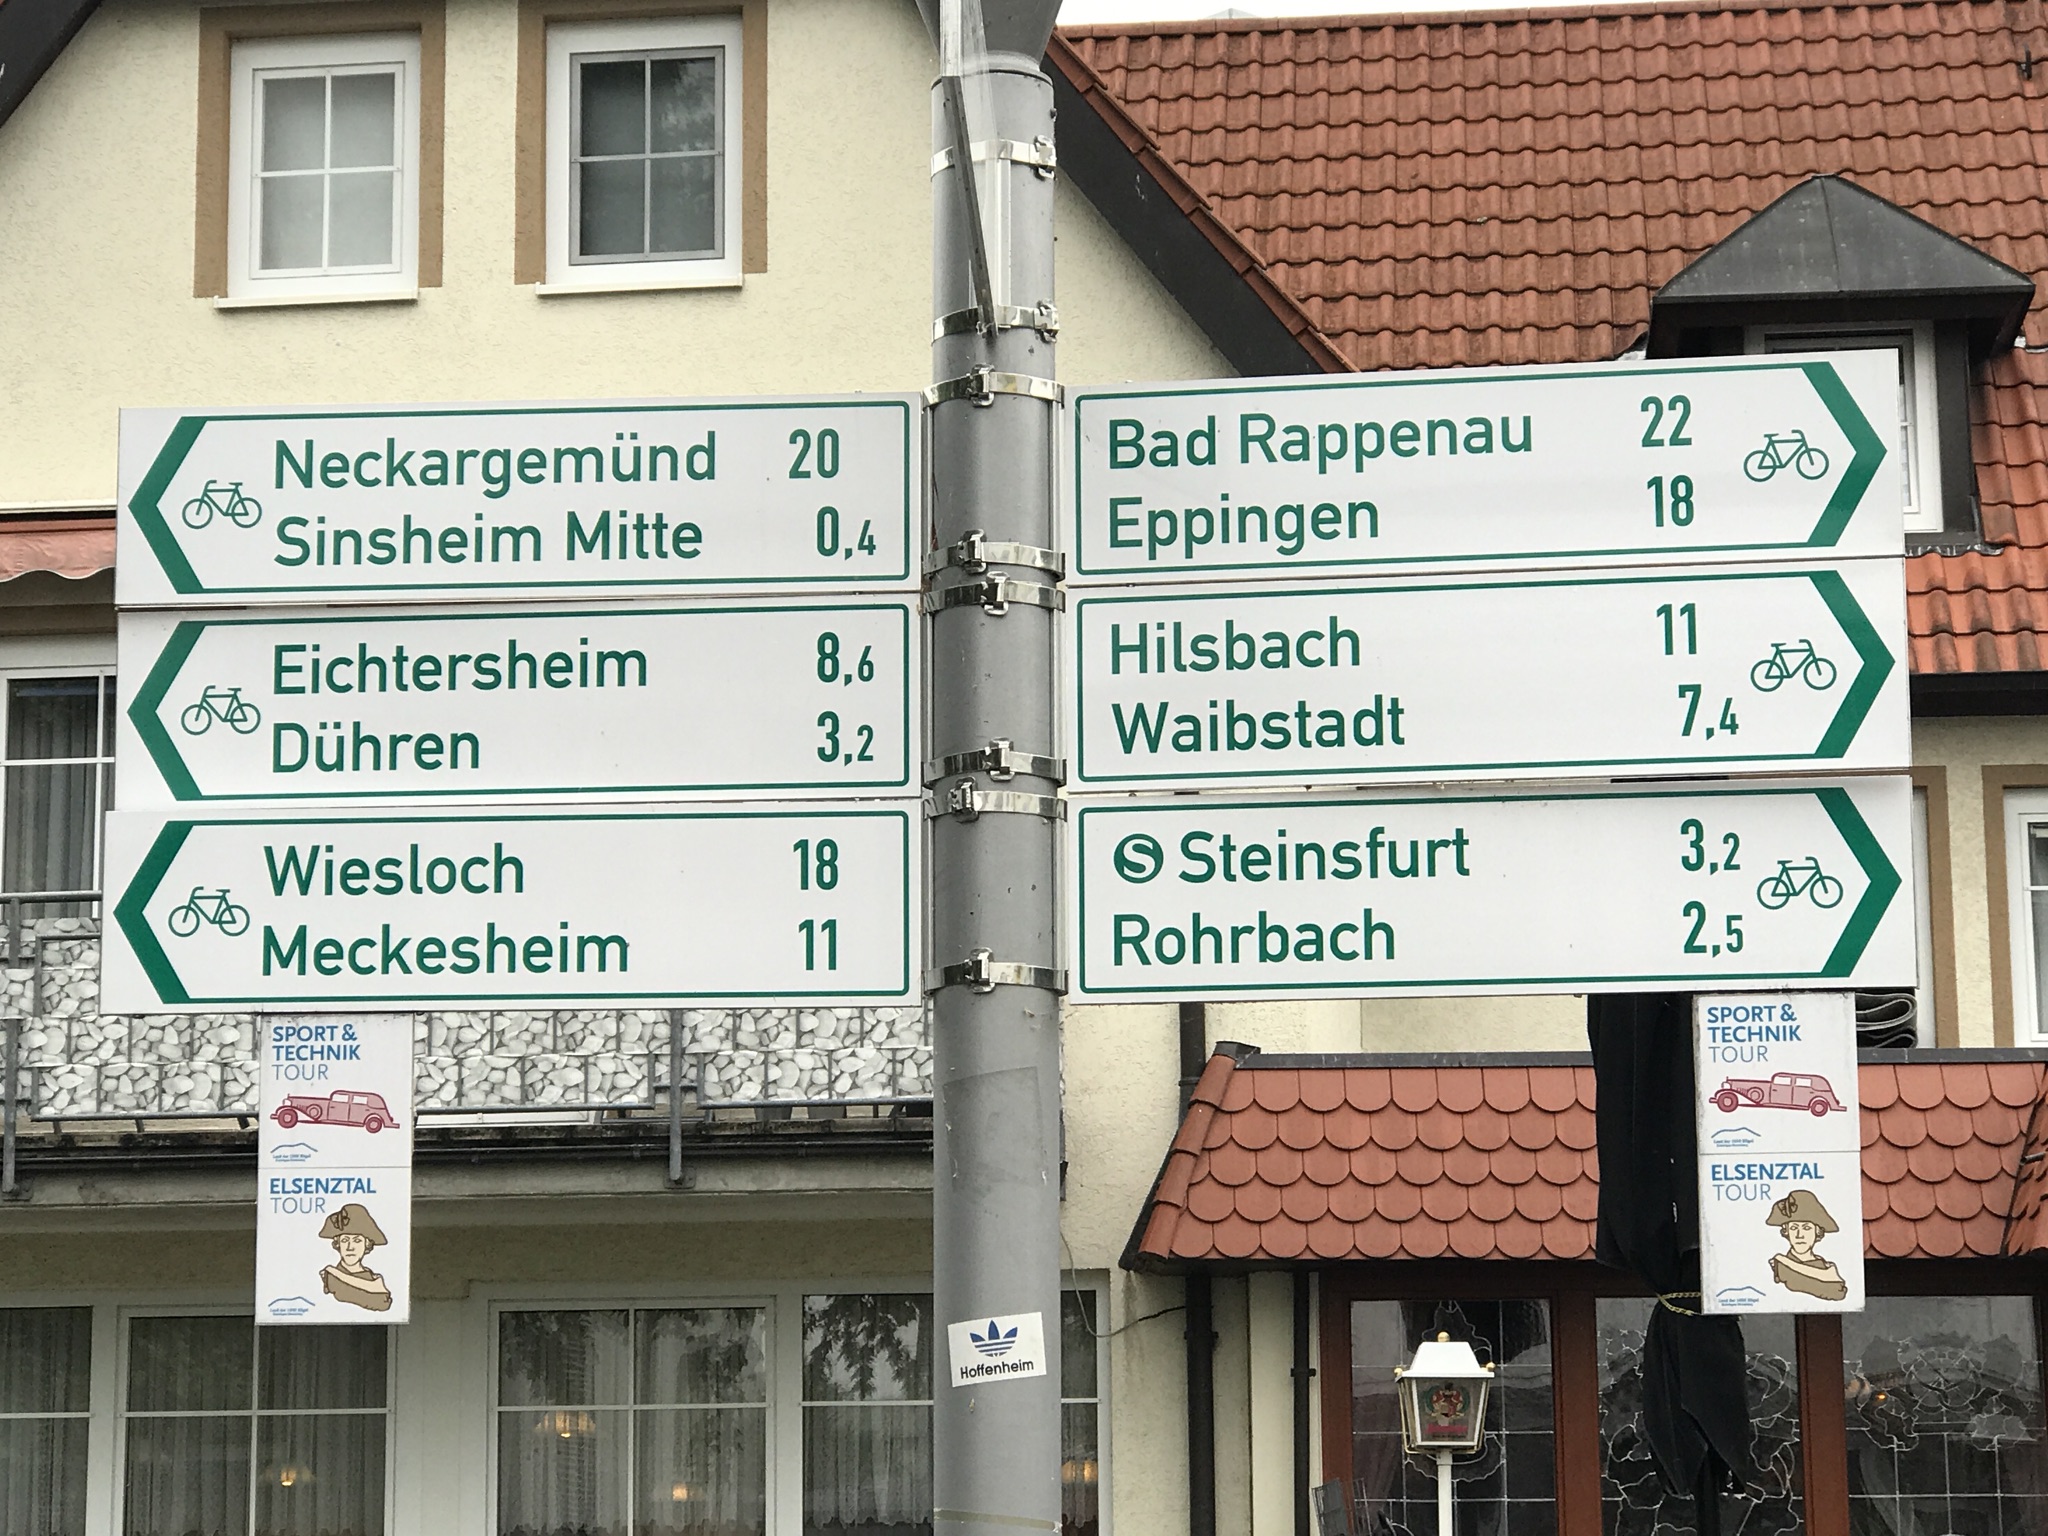 Neckargemünd 20
Sinsheim Mitte 0,4
Eichtersheim 8,6
Dühren 3,2
Wiesloch 18
Meckesheim 11
SPORT &
TECHNIK
TOUR
ELSENZTAL
TOUR
Bad Rappenau 22
Eppingen 18
Hilsbach 11
Waibstadt 7,4
S Steinsfurt 3,2
Rohrbach 2,5
SPORT &
TECHNIK
TOUR
ELSENZTAL
TOUR
Hoffenheim